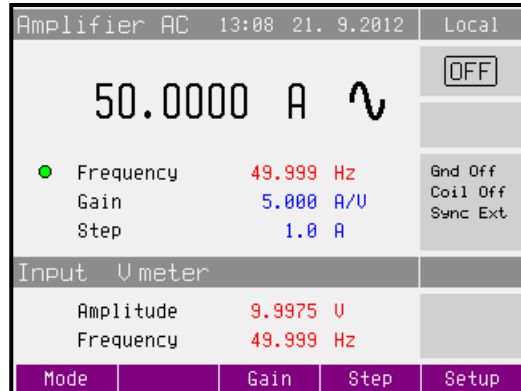 Amplifier AC 13:08 21. 9.2012 Local
OFF
50.0000 A
Frequency 49.999 Hz
Gain 5.000 A/V
Step 1.0 A
Gnd Off
Coil Off
Sync Ext
Input Vmeter
Amplitude 9.9975 V
Frequency 49.999 Hz
Mode Gain Step Setup